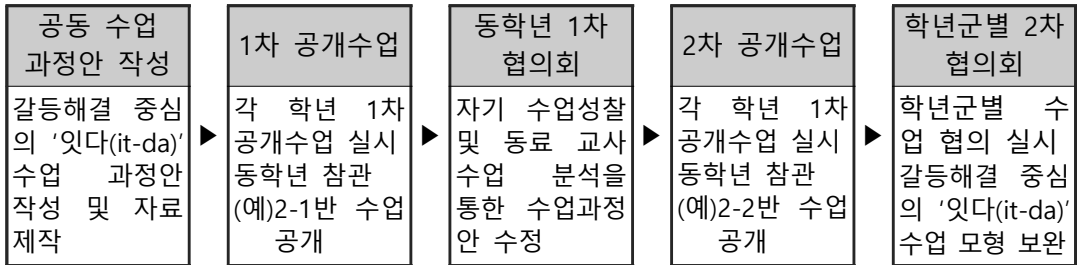 공동 수업
과정안 작성
갈등해결 중심
의 ‘잇다(it-da)’
수업 과정안
작성 및 자료
제작
▶
1차 공개수업
각 학년 1차
공개수업 실시
동학년 참관
(예)2-1반 수업
공개
▶
동학년 1차
협의회
자기 수업성찰
및 동료 교사
수업 분석을
통한 수업과정
안 수정
▶
2차 공개수업
각 학년 1차
공개수업 실시
동학년 참관
(예)2-2반 수업
공개
▶
학년군별 2차
협의회
학년군별 수
업 협의 실시
갈등해결 중심
의 ‘잇다(it-da)’
수업 모형 보완